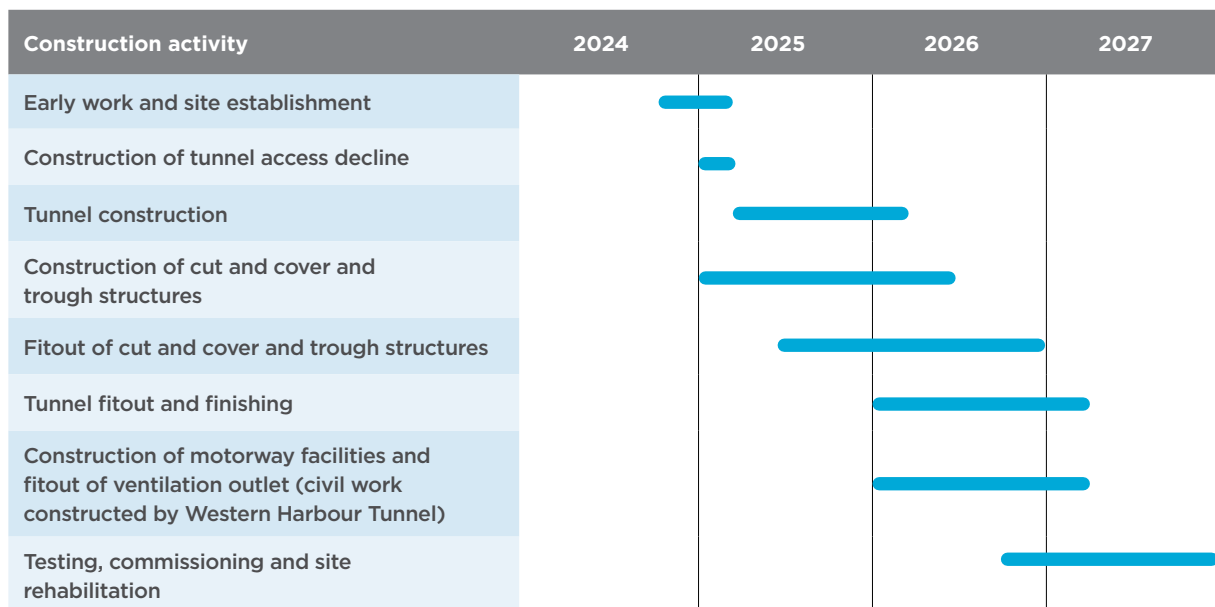 Construction activity 2024 2025 2026 2027
Early work and site establishment
Construction of tunnel access decline
Tunnel construction
Construction of cut and cover and
trough structures
Fitout of cut and cover and trough structures
Tunnel fitout and finishing
Construction of motorway facilities and
fitout of ventilation outlet (civil work
constructed by Western Harbour Tunnel)
Testing, commissioning and site
rehabilitation